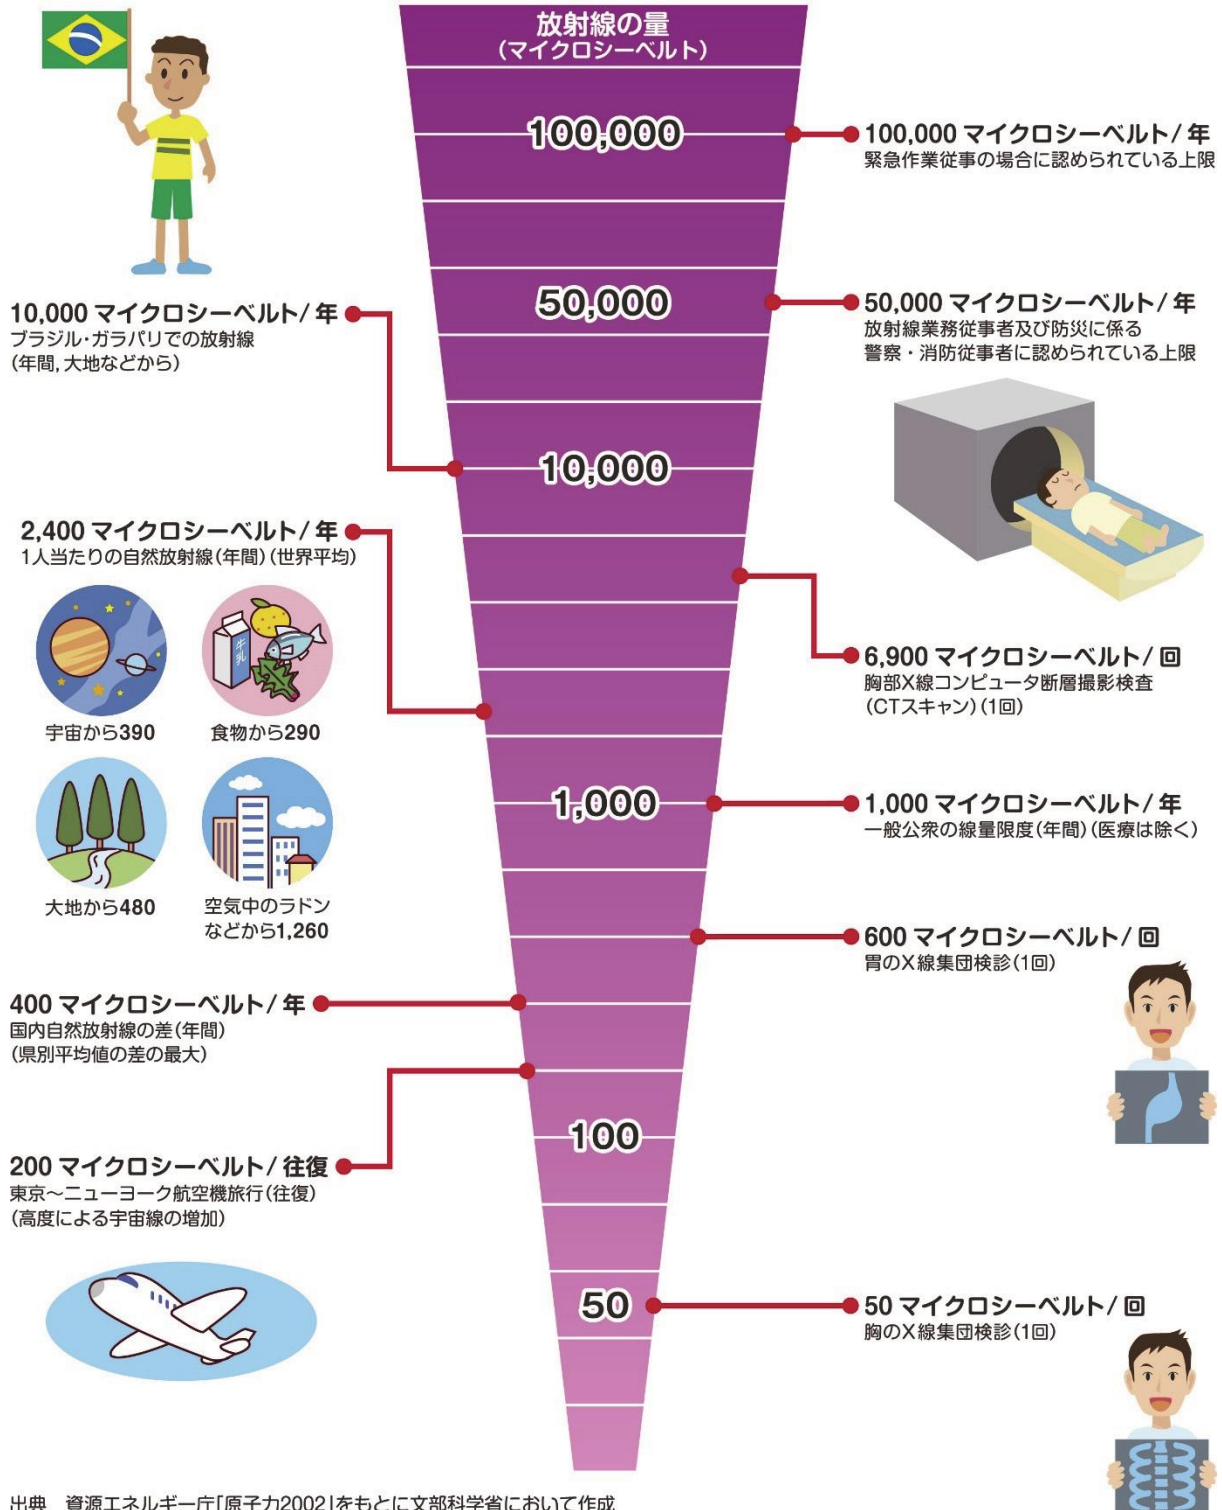 放射線の量
(マイクロシーベルト)
100,000
50,000
10,000
1,000
100
50
10,000 マイクロシーベルト/ 年
ブラジル・ガラパリでの放射線
(年間, 大地などから)
2,400 マイクロシーベルト/ 年
1人当たりの自然放射線(年間) (世界平均)
牛乳
宇宙から390
食物から290
大地から480
空気中のラドン
などから1,260
400 マイクロシーベルト/ 年
国内自然放射線の差(年間)
(県別平均値の差の最大)
200 マイクロシーベルト/ 往復
東京〜ニューヨーク航空機旅行(往復)
(高度による宇宙線の増加)
100,000 マイクロシーベルト/ 年
緊急作業従事の場合に認められている上限
50,000 マイクロシーベルト/ 年
放射線業務従事者及び防災に係る
警察・消防従事者に認められている上限
6,900 マイクロシーベルト/ 回
胸部X線コンピュータ断層撮影検査
(CTスキャン) (1回)
1,000 マイクロシーベルト/ 年
一般公衆の線量限度(年間) (医療は除く)
600 マイクロシーベルト/ 回
胃のX線集団検診(1回)
50 マイクロシーベルト/ 回
胸のX線集団検診(1回)
出典 資源エネルギー庁「原子力2002」をもとに文部科学省において作成